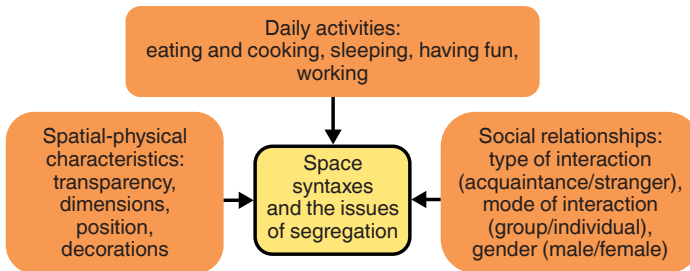 Daily activities:
eating and cooking, sleeping, having fun,
working
Spatial-physical
characteristics:
transparency,
dimensions,
position,
decorations
Space
syntaxes
and the issues
of segregation
Social relationships:
type of interaction
(acquaintance/stranger),
mode of interaction
(group/individual),
gender (male/female)